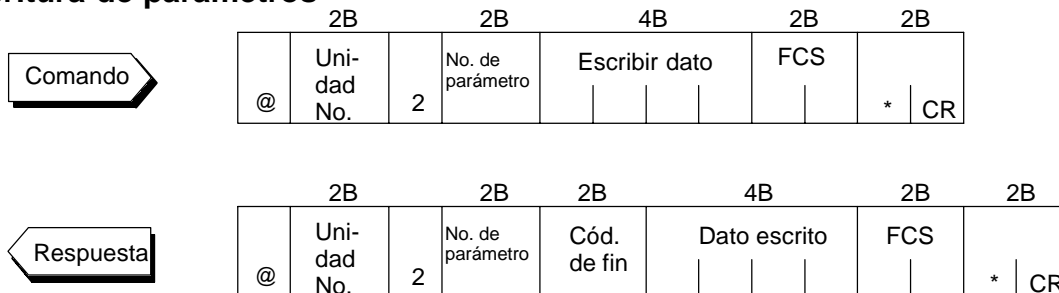 ritura de parámetros
2B 2B 4B 2B 2B
Comando
@ Uni-
dad
No. 2 No. de
parámetro Escribir dato FCS * CR
2B 2B 2B 4B 2B 2B
Respuesta
@ Uni-
dad
No. 2 No. de
parámetro Cód.
de fin Dato escrito FCS * CR